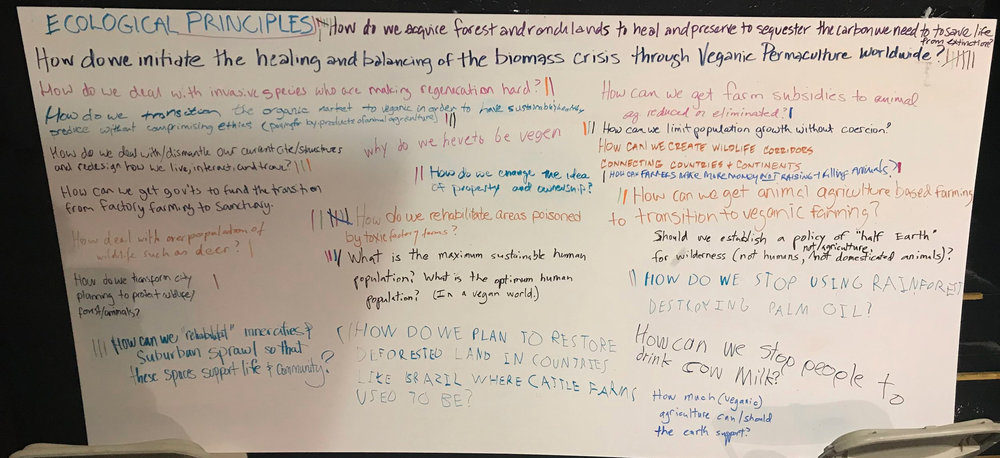 ECOLOGICAL PRINCIPLES
How do we acquire forest and rondulands to heal and preserve to sequester the carbon we need to to save life
from extinction?
How do we initiate the healing and balancing of the biomass crisis through Veganic Permaculture worldwide?
How do we deal with invasive species who are making regeneration hard?
How do we transition the organic market to veganic in order to have sustainable
produce without comprimising ethics (paying for byproducts of animal agriculture)
why do we have to be vegen
How do we deal with/dismantle our current cite/structures
and redesign how we live, interact, and travel?
How do we change the idea
of property and ownership?
How can we get gov'ts to fund the transition
from factory farming to Sanctuary.
How do we rehabilitate areas poisoned
by toxic factory farms?
How deal with over population of
wildlife such as deer?
What is the maximum sustainable human
population? What is the optimum human
population? (In a vegan world.)
How do we transform city
planning to protect wildlife/
forest/animals?
How can we "rehabilitate" inner cities &
Suburban sprawl so that
these spaces support life & community?
HOW DO WE PLAN TO RESTORE
DEFORESTED LAND IN COUNTRIES
LIKE BRAZIL WHERE CATTLE FARMS
USED TO BE?
How can we get farm subsidies to animal
ag reduced or eliminated?
How can we limit population growth without coercion?
HOW CAN WE CREATE WILDLIFE CORRIDORS
CONNECTING COUNTRIES & CONTINENTS
HOW CAN FARMERS MAKE MORE MONEY NOT RAISING + KILLING ANIMALS?
How can we get animal agriculture based farming
to transition to veganic farming?
Should we establish a policy of "half Earth"
for wilderness (not humans, not agriculture, not domesticated animals)?
HOW DO WE STOP USING RAINFOREST
DESTROYING PALM OIL?
How can we stop people to
drink cow milk?
How much (veganic)
agriculture can/should
the earth support?